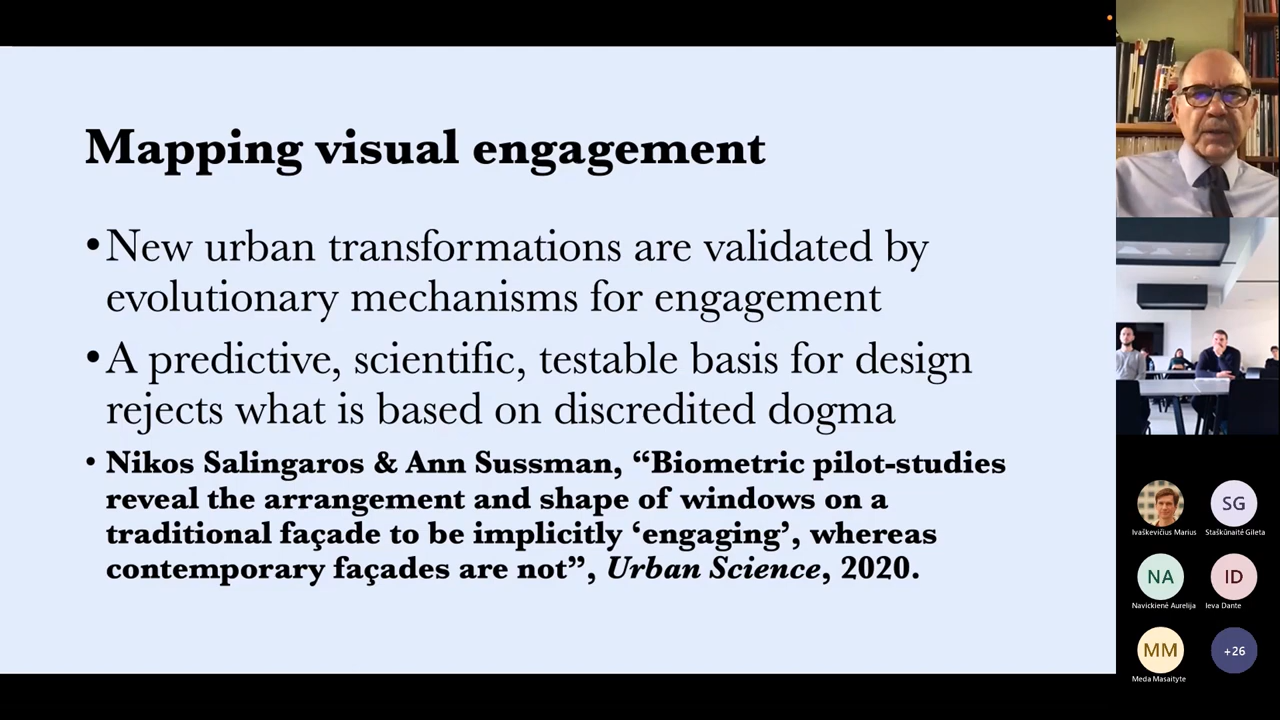 Mapping visual engagement
•New urban transformations are validated by
evolutionary mechanisms for engagement
•A predictive, scientific, testable basis for design
rejects what is based on discredited dogma
• Nikos Salingaros & Ann Sussman, “Biometric pilot-studies
reveal the arrangement and shape of windows on a
traditional façade to be implicitly ‘engaging’, whereas
contemporary façades are not”, Urban Science, 2020.
SG
Ivaškevičius Marius
Staškūnaitė Gileta
NA
ID
Navickienė Aurelija
Ieva Dante
MM
+26
Meda Masaityte